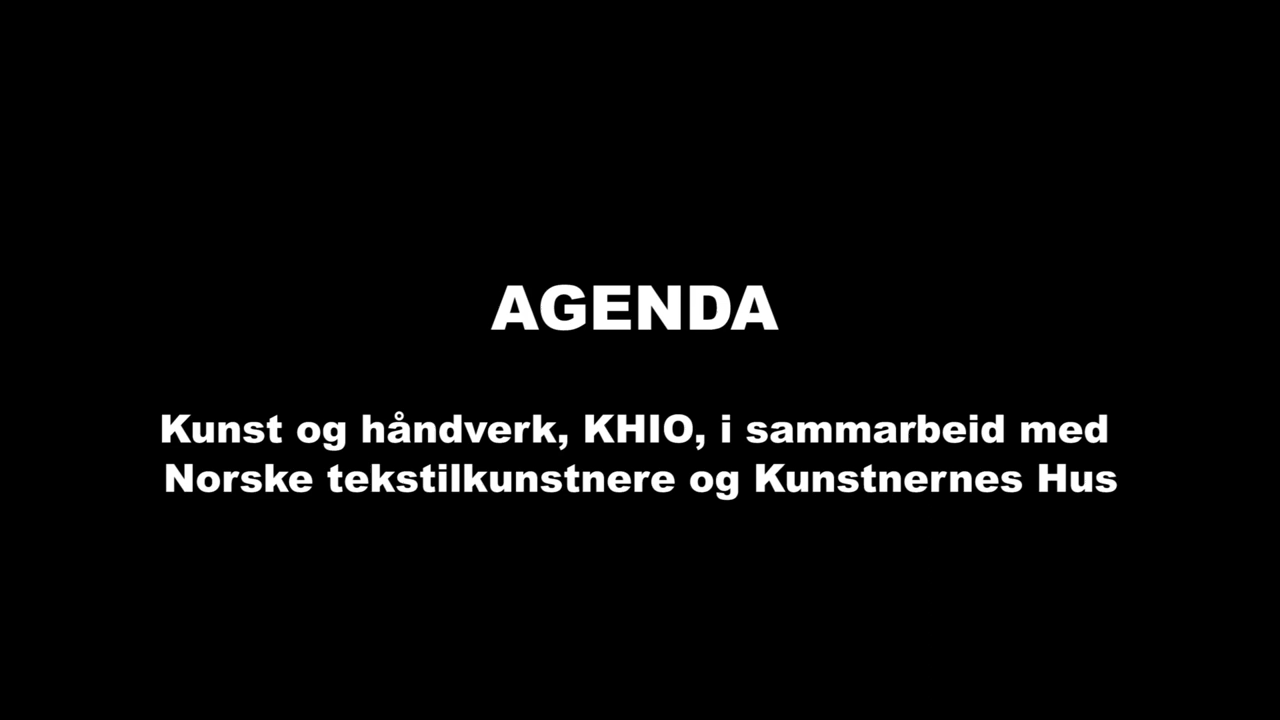 AGENDA
Kunst og håndverk, KHIO, i sammarbeid med
Norske tekstilkunstnere og Kunstnernes Hus